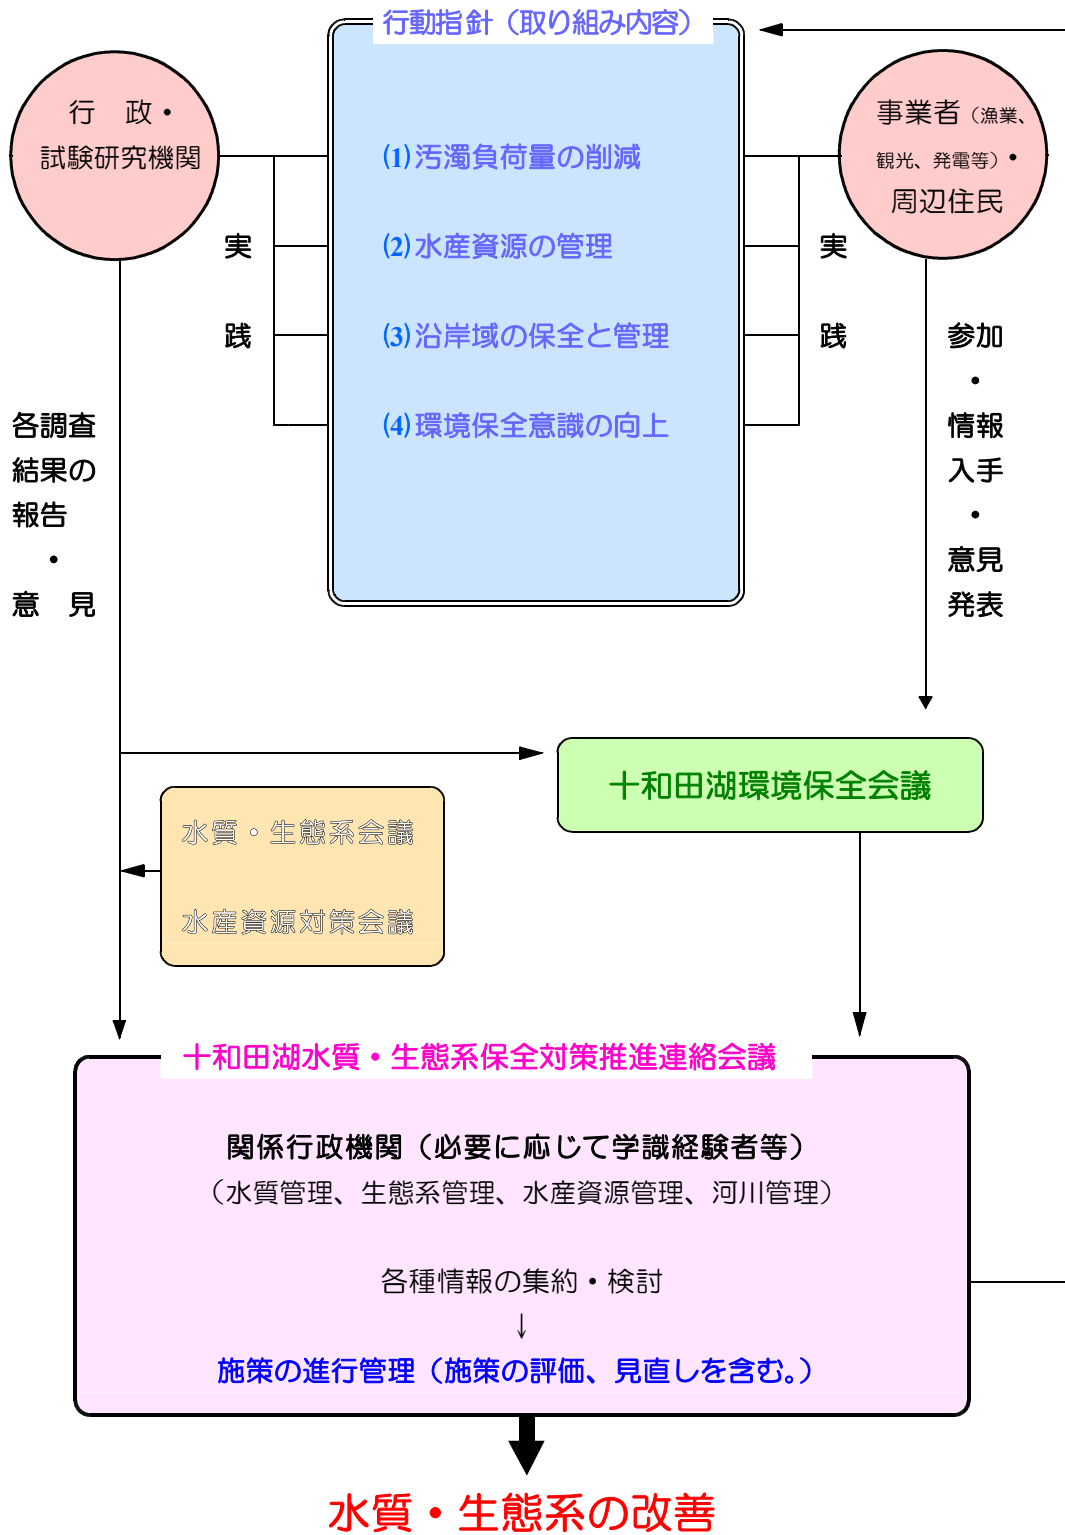 行動指針（取り組み内容）
行　政・
試験研究機関
事業者（漁業、
観光、発電等）・
周辺住民
(1)汚濁負荷量の削減
(2)水産資源の管理
(3)沿岸域の保全と管理
(4)環境保全意識の向上
実
践
実
践
各調査
結果の
報告
・
意　見
参加
・
情報
入手
・
意見
発表
十和田湖環境保全会議
水質・生態系会議
水産資源対策会議
十和田湖水質・生態系保全対策推進連絡会議
関係行政機関（必要に応じて学識経験者等）
（水質管理、生態系管理、水産資源管理、河川管理）
各種情報の集約・検討
↓
施策の進行管理（施策の評価、見直しを含む。）
水質・生態系の改善